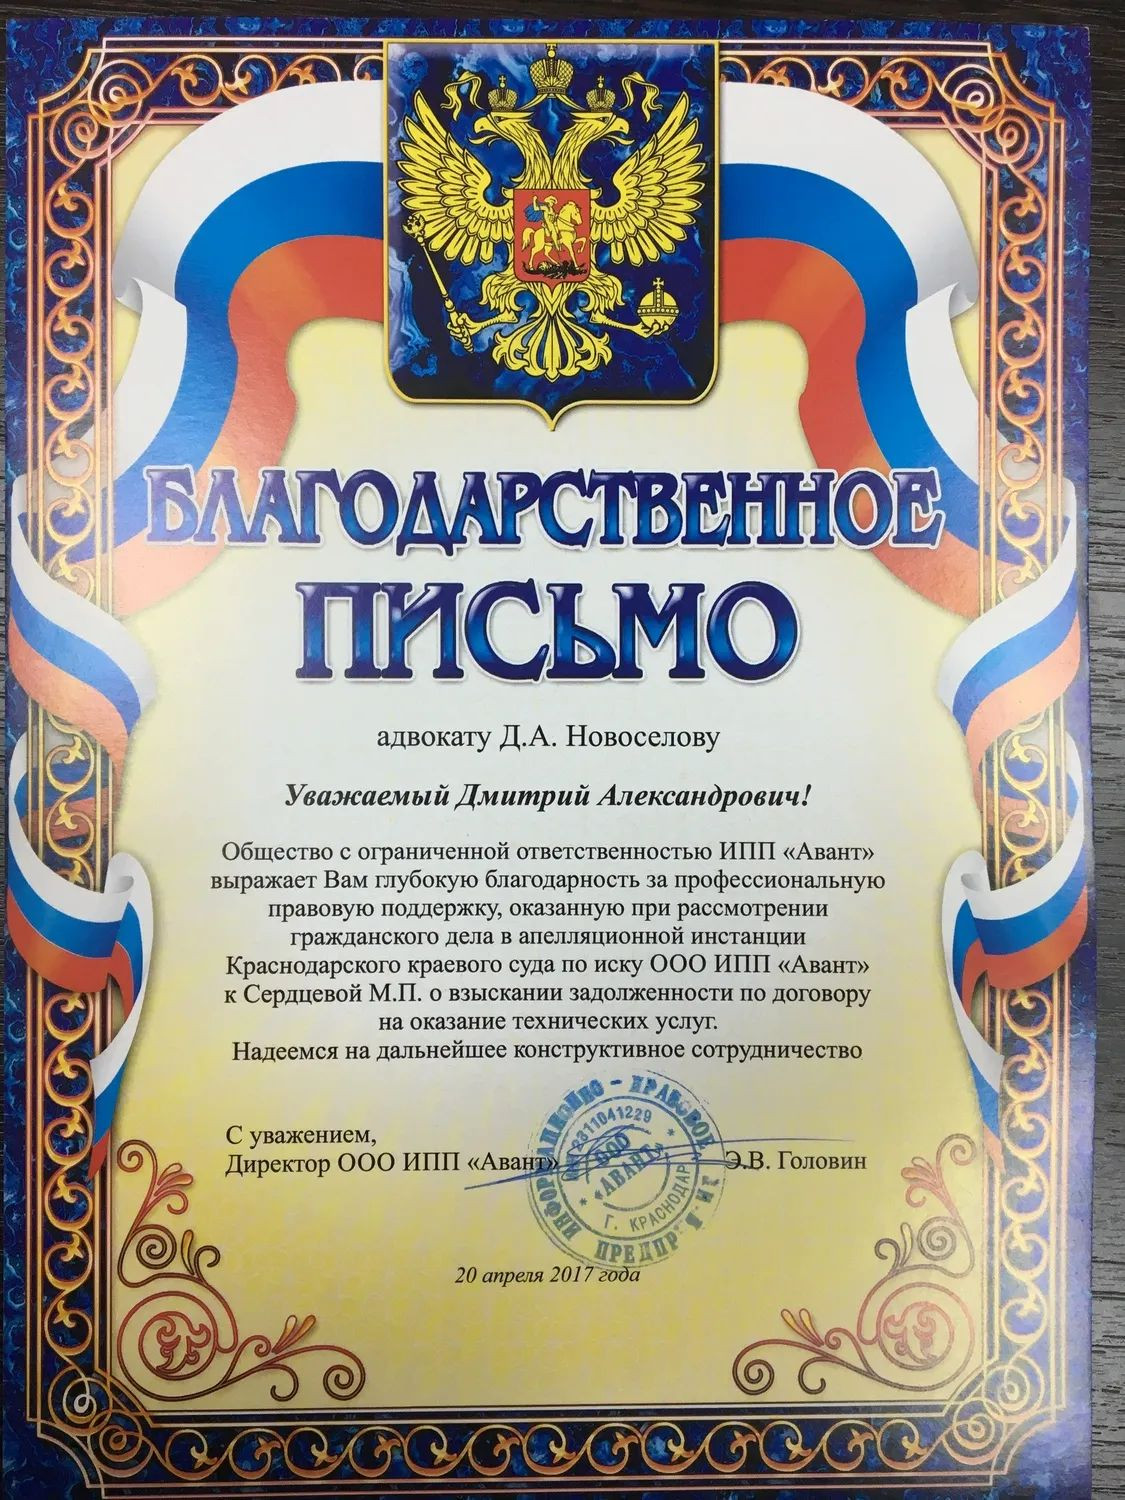 БЛАГОДАРСТВЕННОЕ
ПИСЬМО
адвокату Д.А. Новоселову
Уважаемый Дмитрий Александрович!
Общество с ограниченной ответственностью ИПП «Авант»
выражает Вам глубокую благодарность за профессиональную
правовую поддержку, оказанную при рассмотрении
гражданского дела в апелляционной инстанции
Краснодарского краевого суда по иску ООО ИПП «Авант»
к Сердцевой М.П. о взыскании задолженности по договору
на оказание технических услуг.
Надеемся на дальнейшее конструктивное сотрудничество
С уважением,
Директор ООО ИПП «Авант»
Э.В. Головин
ООО
«АВАНТ»
Г. КРАСНОДАР
20 апреля 2017 года